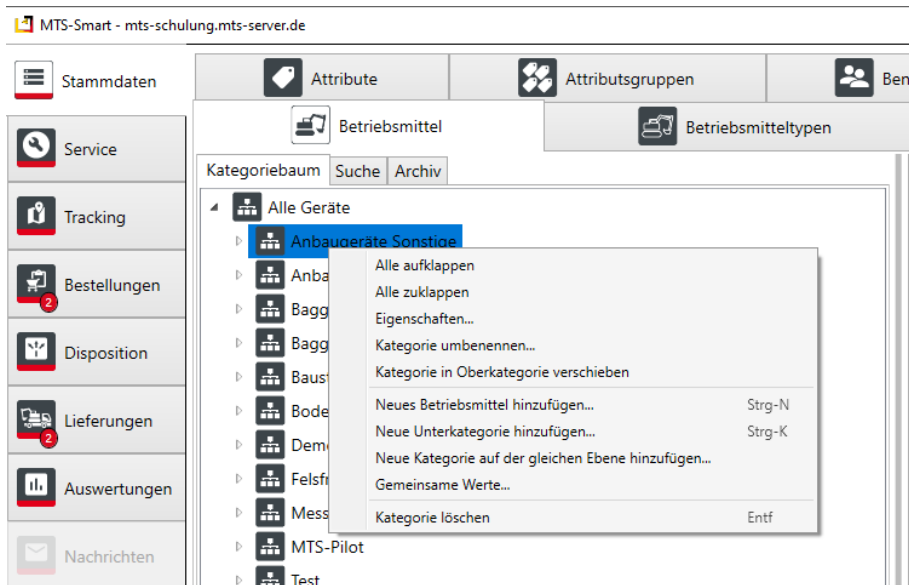 MTS-Smart - mts-schulung.mts-server.de
Stammdaten
Attribute
Attributsgruppen
Ben
Betriebsmittel
Betriebsmitteltypen
Service
Kategoriebaum Suche Archiv
Alle Geräte
Tracking
Anbaugeräte Sonstige
Alle aufklappen
Anba
Alle zuklappen
Bestellungen
2
Bagg
Eigenschaften...
Bagg
Kategorie umbenennen...
Disposition
Baus
Kategorie in Oberkategorie verschieben
Bode
Neues Betriebsmittel hinzufügen... Strg-N
Lieferungen
2
Dem
Neue Unterkategorie hinzufügen... Strg-K
Neue Kategorie auf der gleichen Ebene hinzufügen...
Felsf
Gemeinsame Werte...
Auswertungen
Mess
Kategorie löschen Entf
MTS-Pilot
Nachrichten
Test